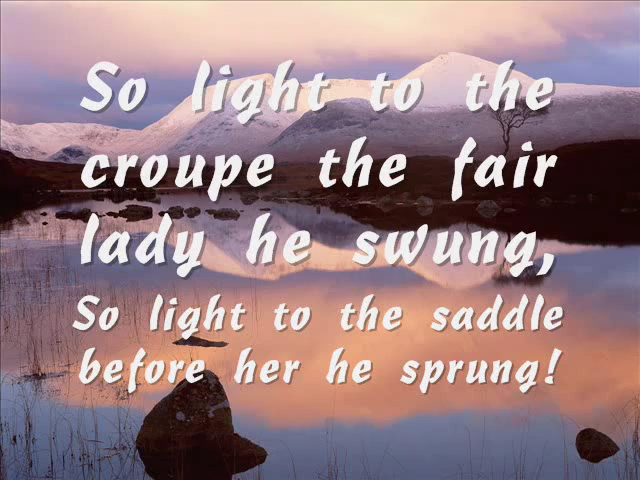 So light to the
croupe the fair
lady he swung,
So light to the saddle
before her he sprung!